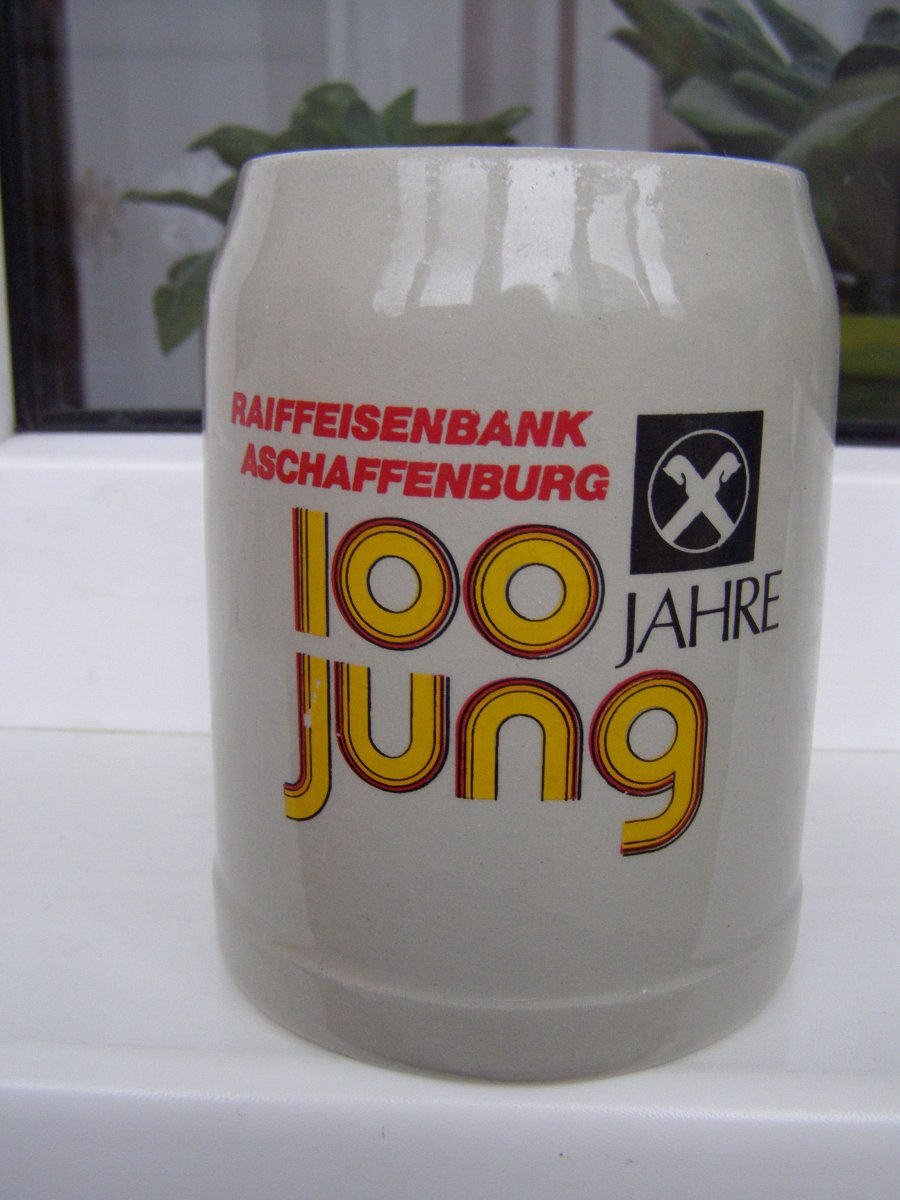 RAIFFEISENBANK
ASCHAFFENBURG
100 JAHRE
jung